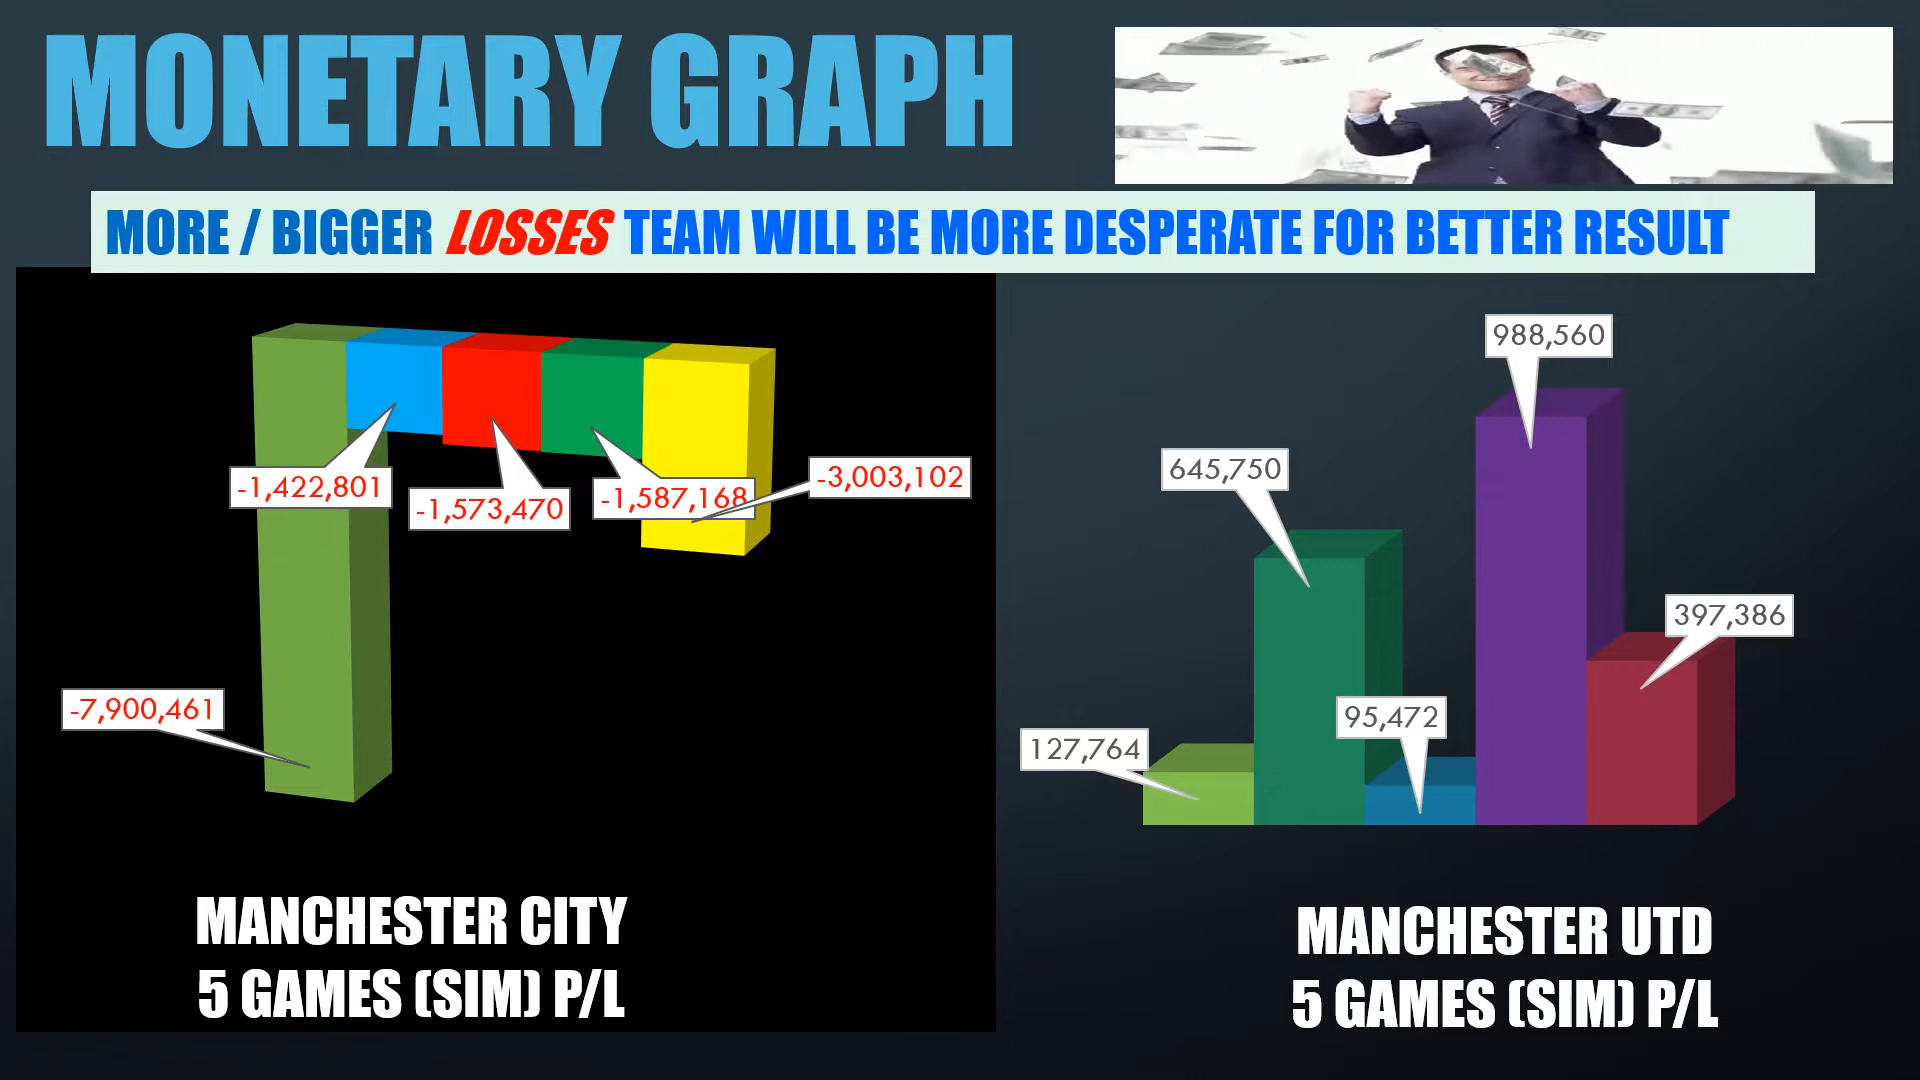 MONETARY GRAPH
MORE / BIGGER LOSSES TEAM WILL BE MORE DESPERATE FOR BETTER RESULT
-1,422,801
-1,573,470
-1,587,168
-3,003,102
-7,900,461
MANCHESTER CITY
5 GAMES (SIM) P/L
988,560
645,750
397,386
95,472
127,764
MANCHESTER UTD
5 GAMES (SIM) P/L